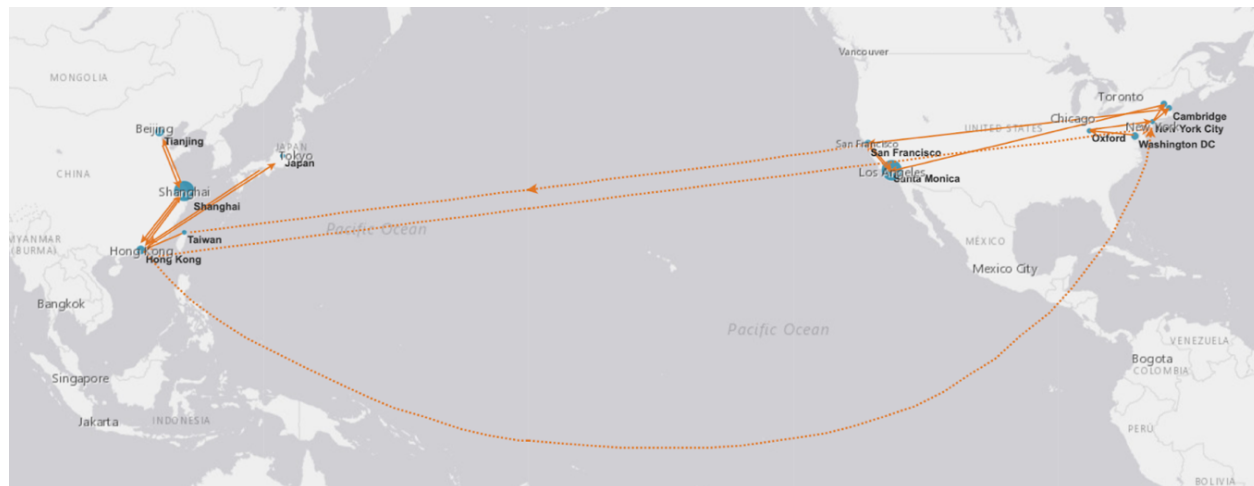 Vancouver
MONGOLIA
Toronto
Cambridge
Chicago
New York
New York City
Beijing
Tianjing
UNITED STATES
Oxford
Washington DC
San Francisco
San Francisco
JAPAN
Tokyo
Japan
CHINA
Los Angeles
Santa Monica
Shanghai
Shanghai
Pacific Ocean
Taiwan
MYANMAR
(BURMA)
Hong Kong
Hong Kong
MÉXICO
Mexico City
Bangkok
Pacific Ocean
VENEZUELA
Bogota
COLOMBIA
Singapore
Jakarta
INDONESIA
PERÚ
BOLIVIA